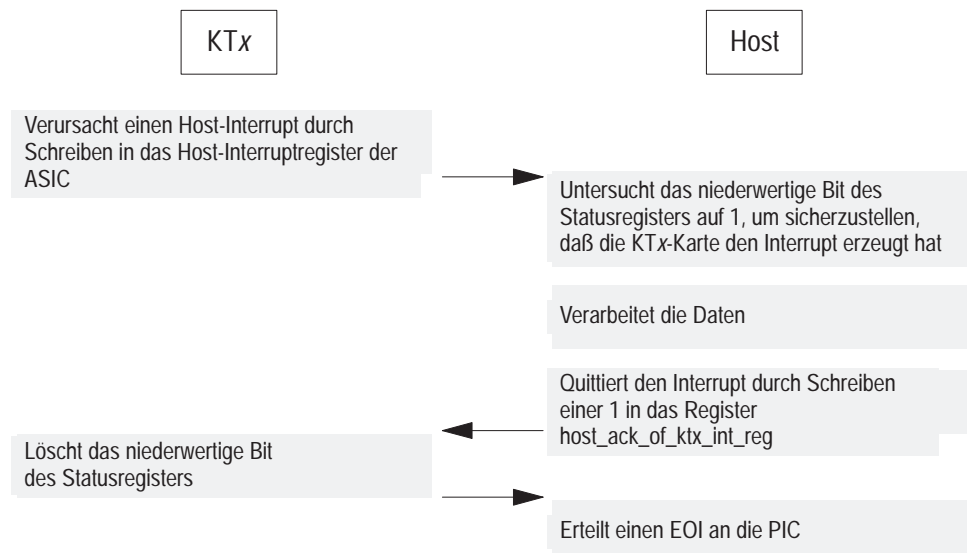 KTx
Host
Verursacht einen Host-Interrupt durch
Schreiben in das Host-Interruptregister der
ASIC
Untersucht das niederwertige Bit des
Statusregisters auf 1, um sicherzustellen,
daß die KTx-Karte den Interrupt erzeugt hat
Verarbeitet die Daten
Quittiert den Interrupt durch Schreiben
einer 1 in das Register
host_ack_of_ktx_int_reg
Löscht das niederwertige Bit
des Statusregisters
Erteilt einen EOI an die PIC